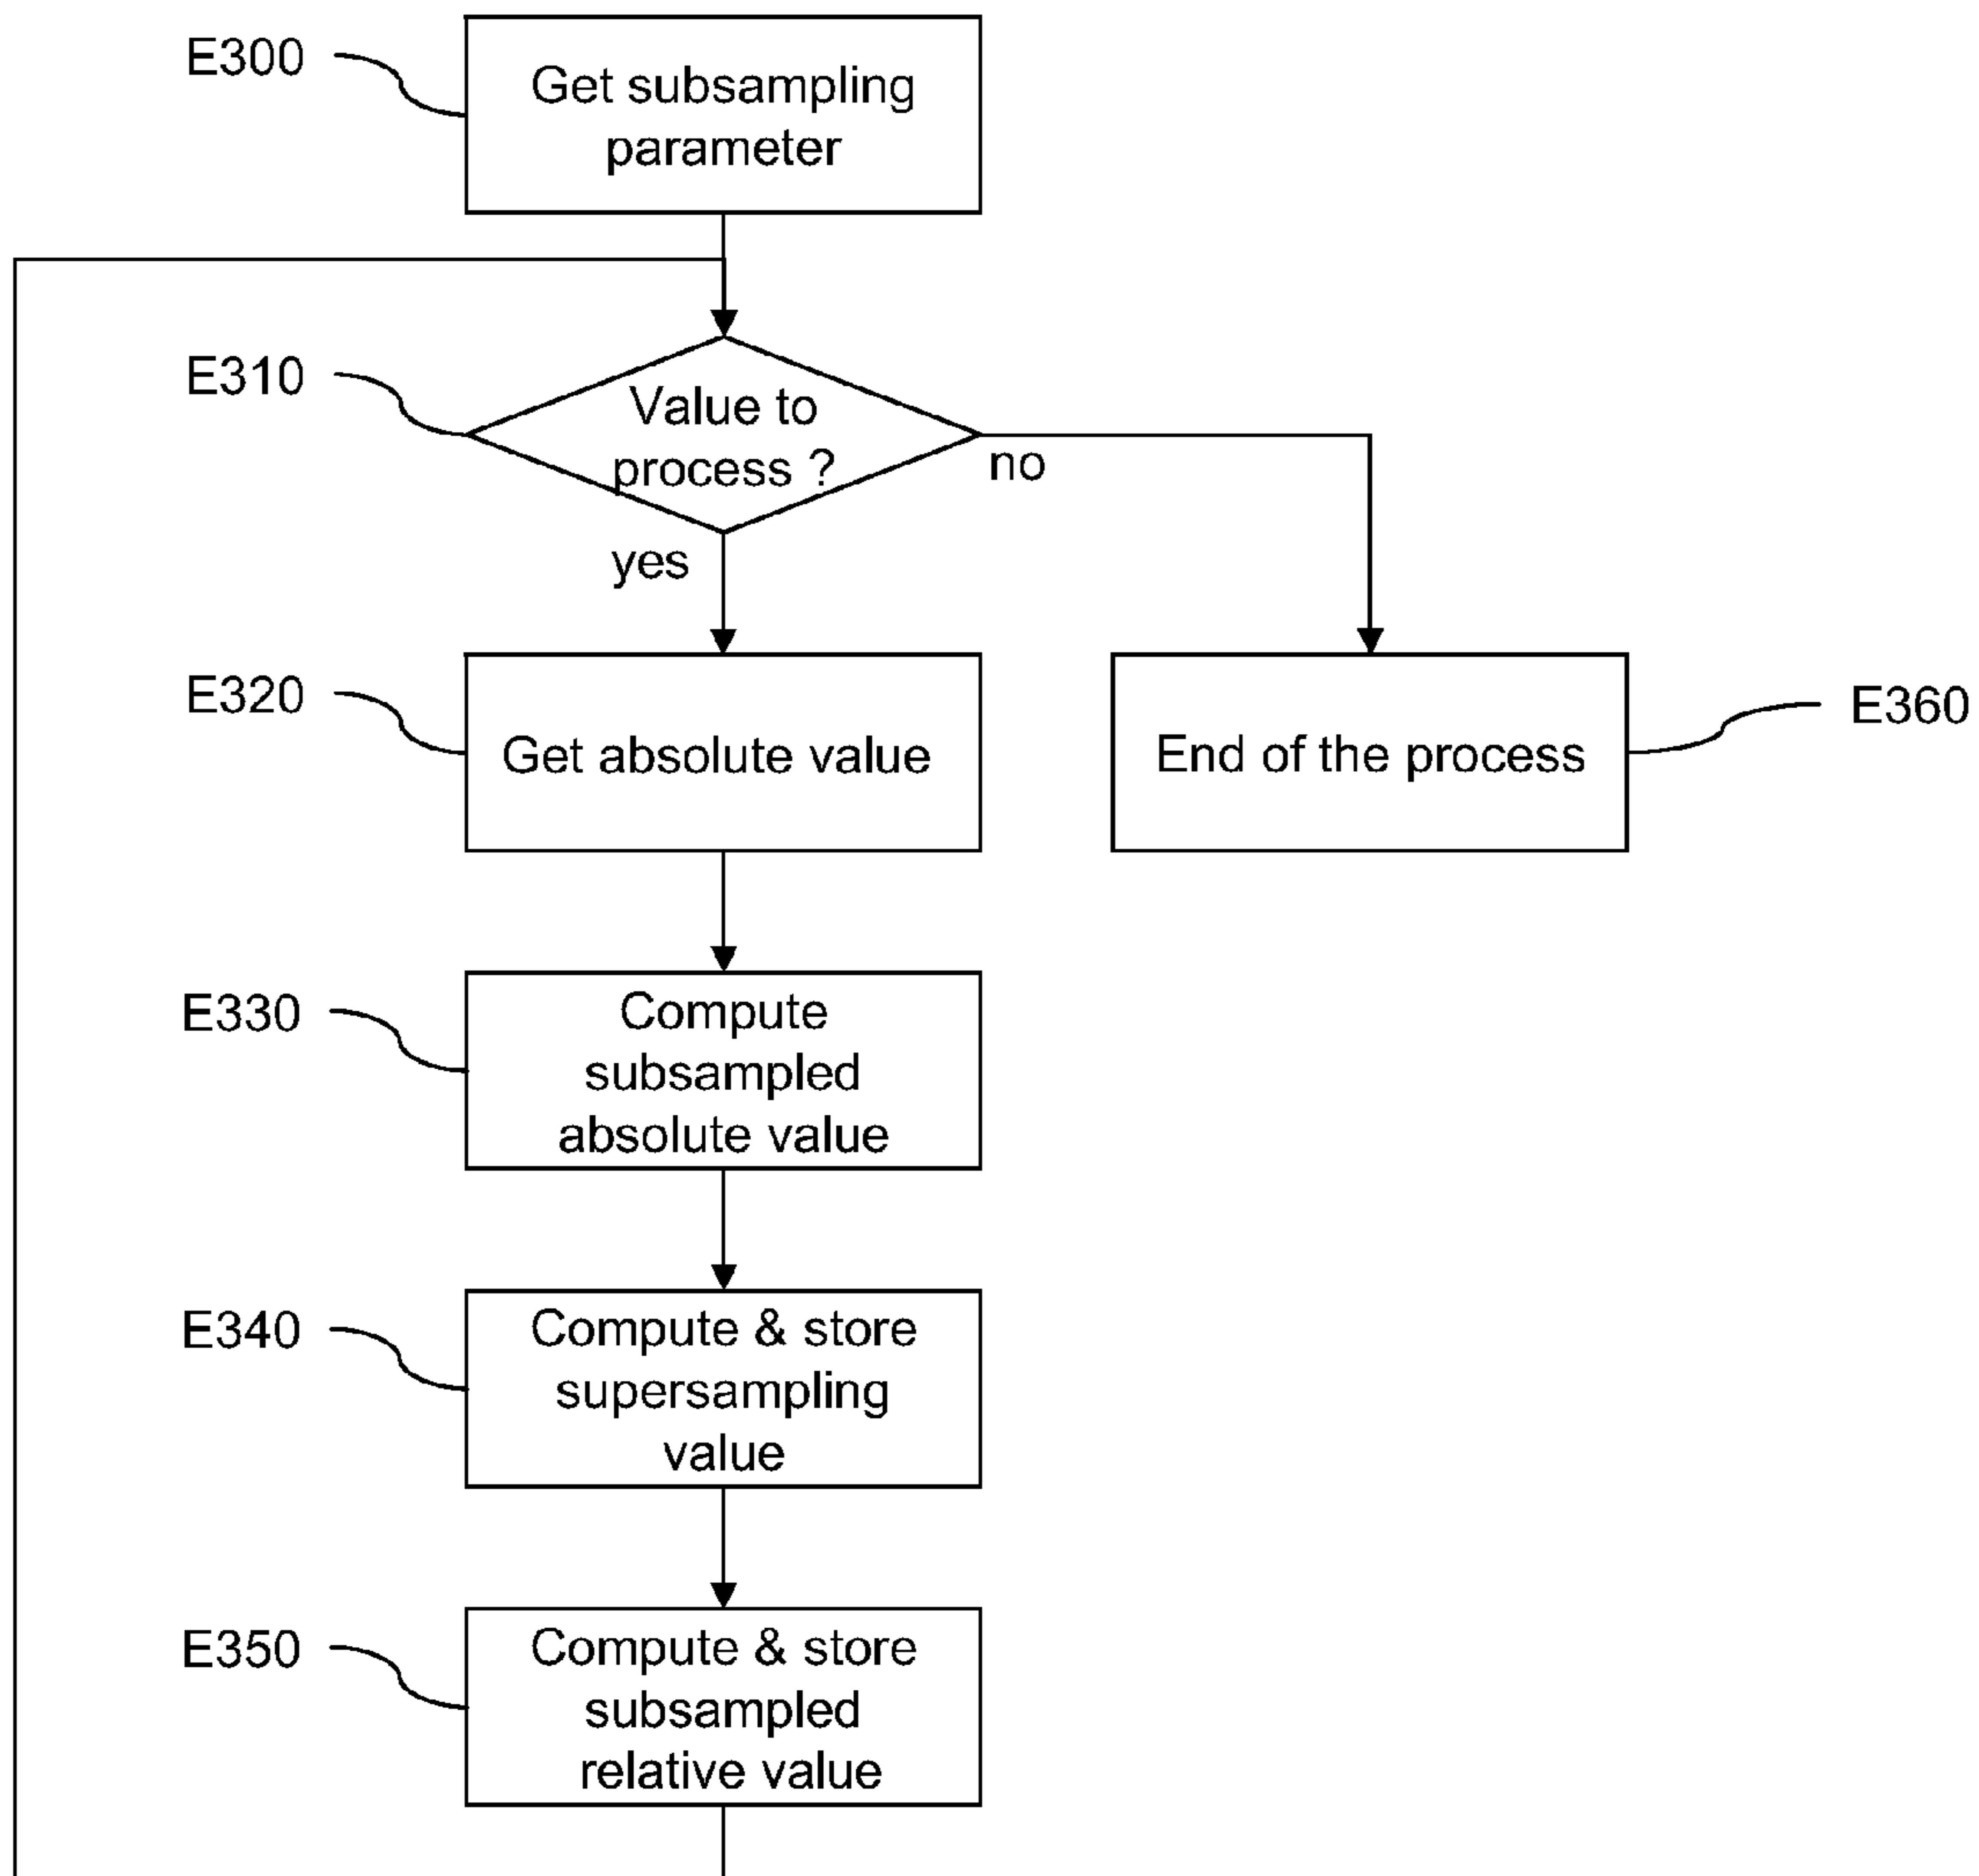 E300
Get subsampling
parameter
E310
Value to
process ?
no
yes
E320
Get absolute value
End of the process
E360
E330
Compute
subsampled
absolute value
E340
Compute & store
supersampling
value
E350
Compute & store
subsampled
relative value